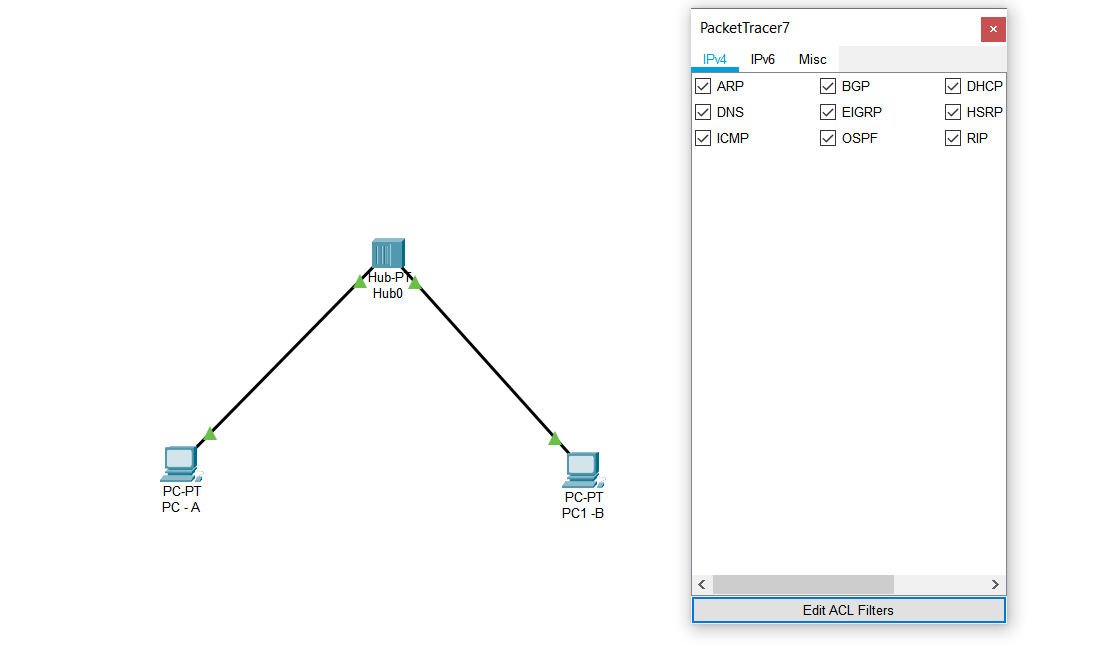 PacketTracer7
IPv4 IPv6 Misc
ARP BGP DHCP
DNS EIGRP HSRP
ICMP OSPF RIP
Hub-PT
Hub0
PC-PT
PC - A
PC-PT
PC1 -B
Edit ACL Filters